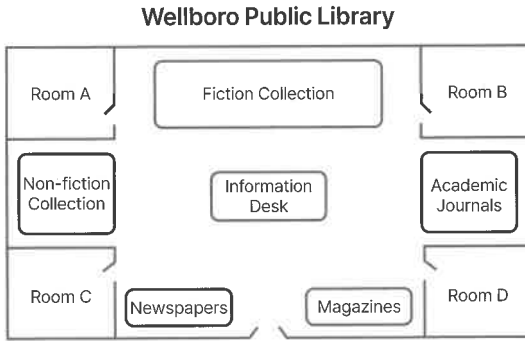 Wellboro Public Library
Room A
Fiction Collection
Room B
Non-fiction
Collection
Information
Desk
Academic
Journals
Room C
Newspapers
Magazines
Room D